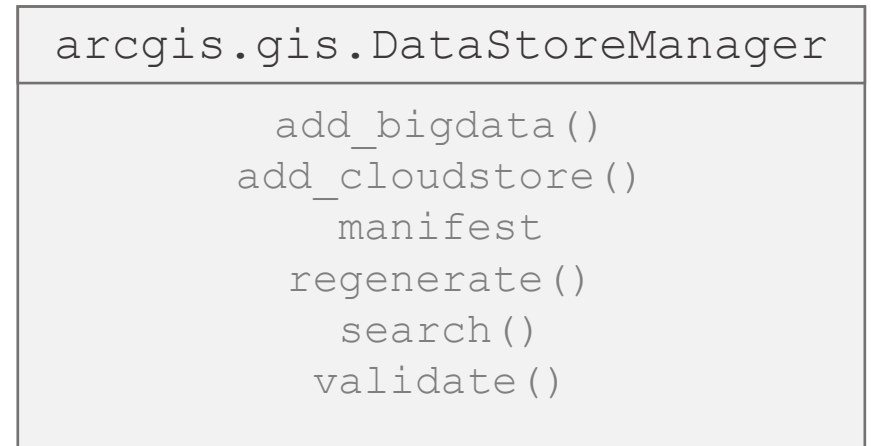 arcgis.gis.DataStoreManager
add_bigdata()
add_cloudstore()
manifest
regenerate()
search()
validate()